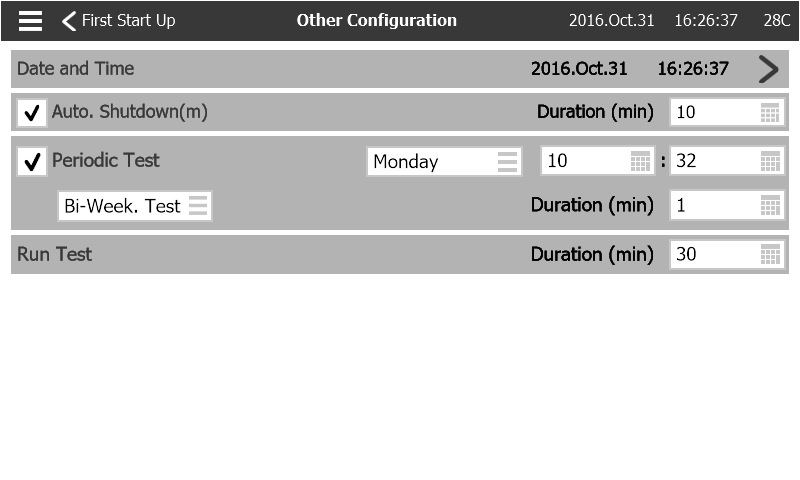 First Start Up Other Configuration 2016.Oct.31 16:26:37 28C
Date and Time 2016.Oct.31 16:26:37
Auto. Shutdown(m) Duration (min) 10
Periodic Test Monday 10 : 32
Bi-Week. Test Duration (min) 1
Run Test Duration (min) 30